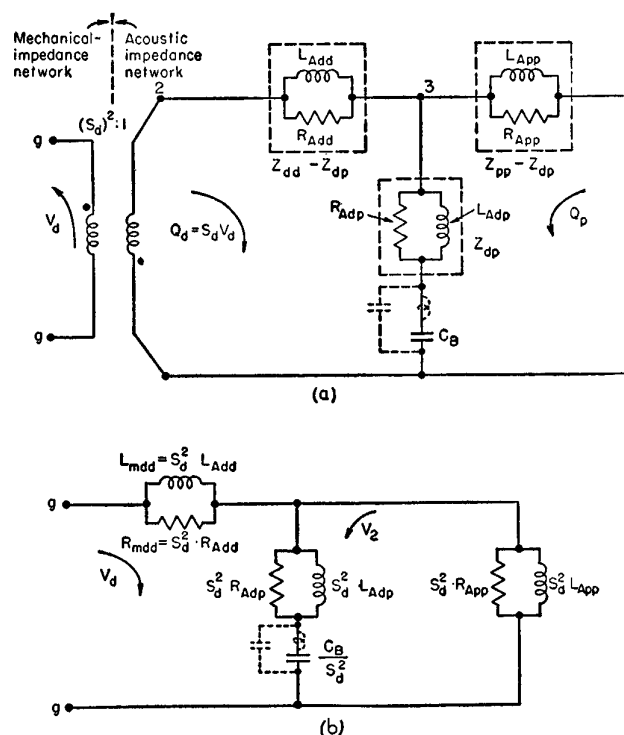 Mechanical-
impedance
network
Acoustic
impedance
network
(S_d)^2:1
g
V_d
g
2
Q_d = S_d V_d
L_Add
R_Add
Z_dd – Z_dp
3
L_App
R_App
Z_pp – Z_dp
R_Adp
L_Adp
Z_dp
Q_p
C_B
(a)
L_mdd = S_d^2 L_Add
g
R_mdd = S_d^2 · R_Add
V_d
V_2
S_d^2 · R_Adp
S_d^2 · L_Adp
S_d^2 · R_App
S_d^2 L_App
C_B
S_d^2
g
(b)